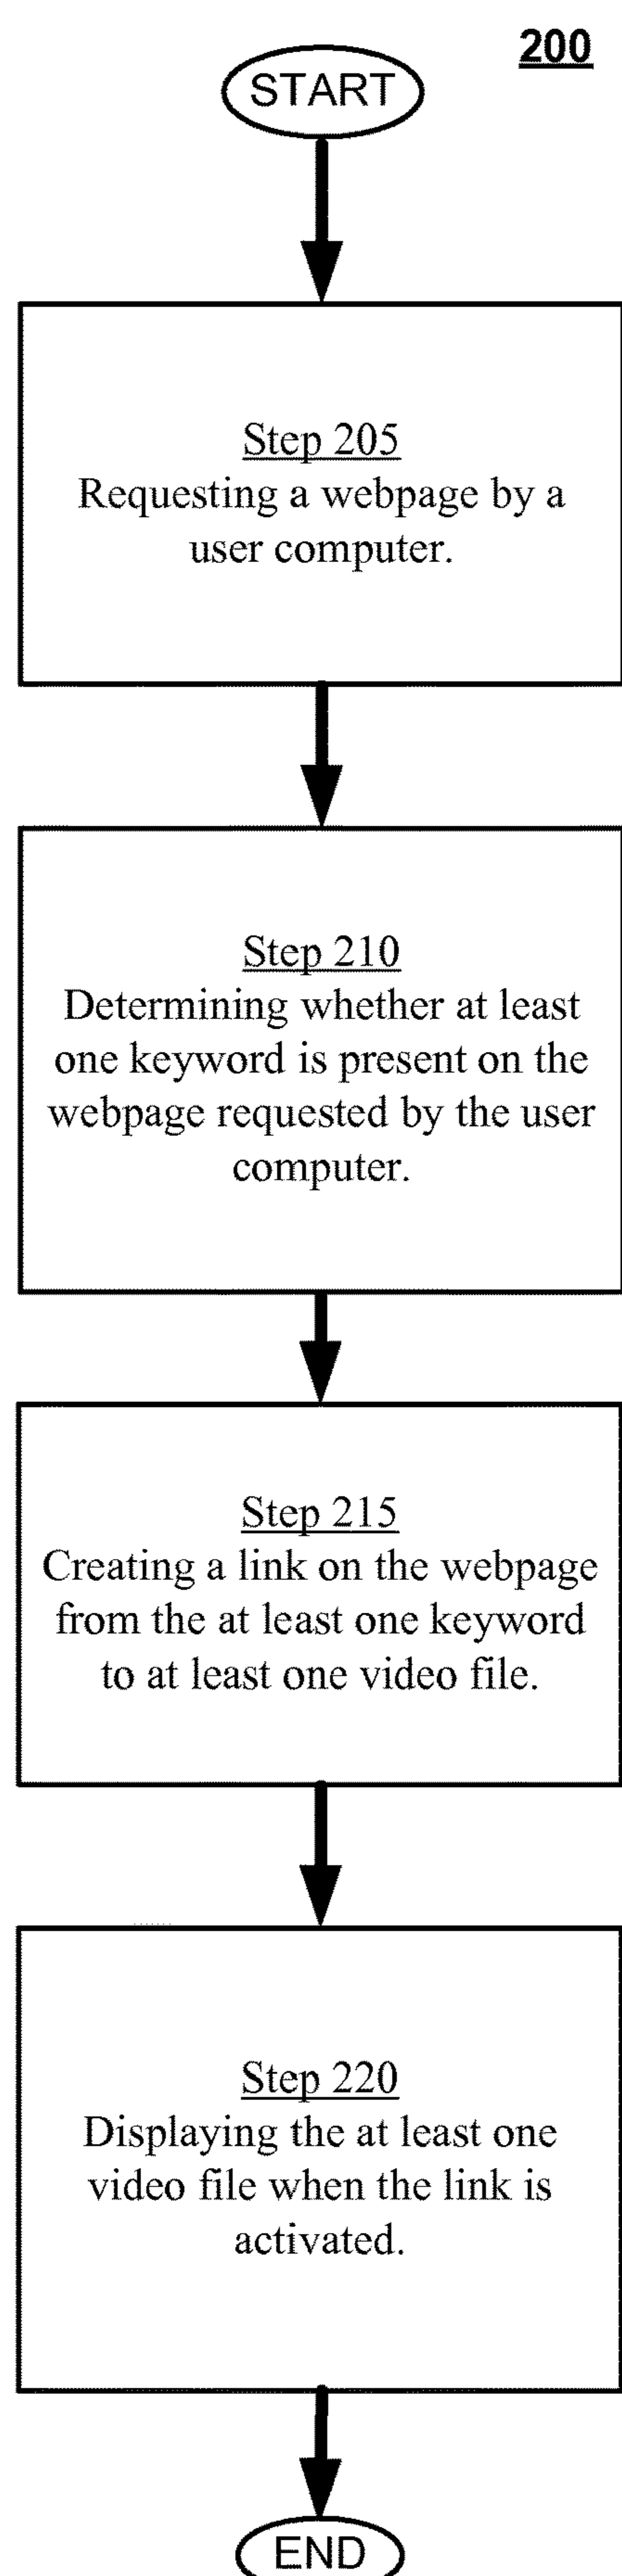 200
START
Step 205
Requesting a webpage by a
user computer.
Step 210
Determining whether at least
one keyword is present on the
webpage requested by the user
computer.
Step 215
Creating a link on the webpage
from the at least one keyword
to at least one video file.
Step 220
Displaying the at least one
video file when the link is
activated.
END